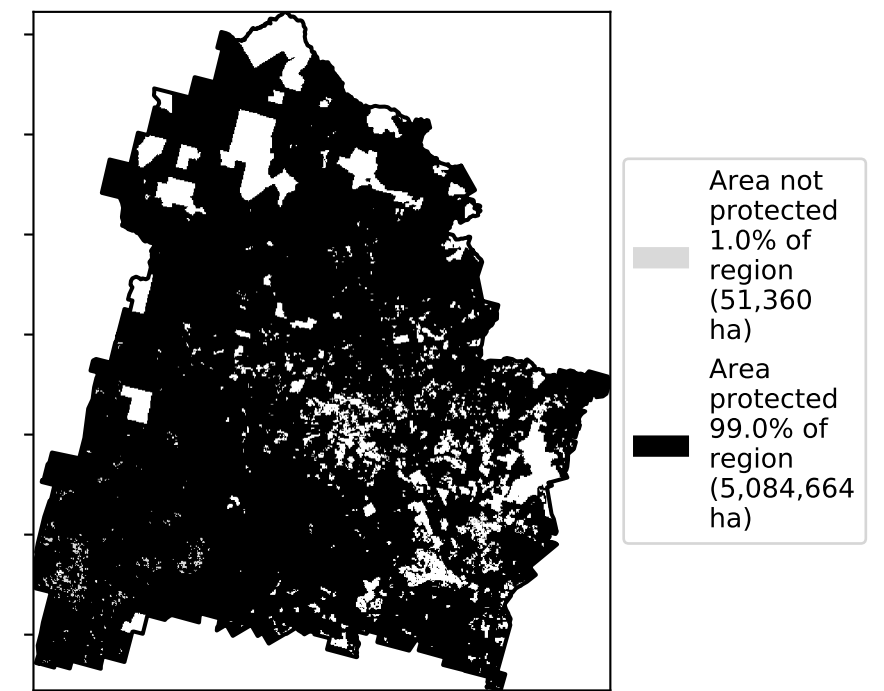 Area not
protected
1.0% of
region
(51,360
ha)
Area
protected
99.0% of
region
(5,084,664
ha)